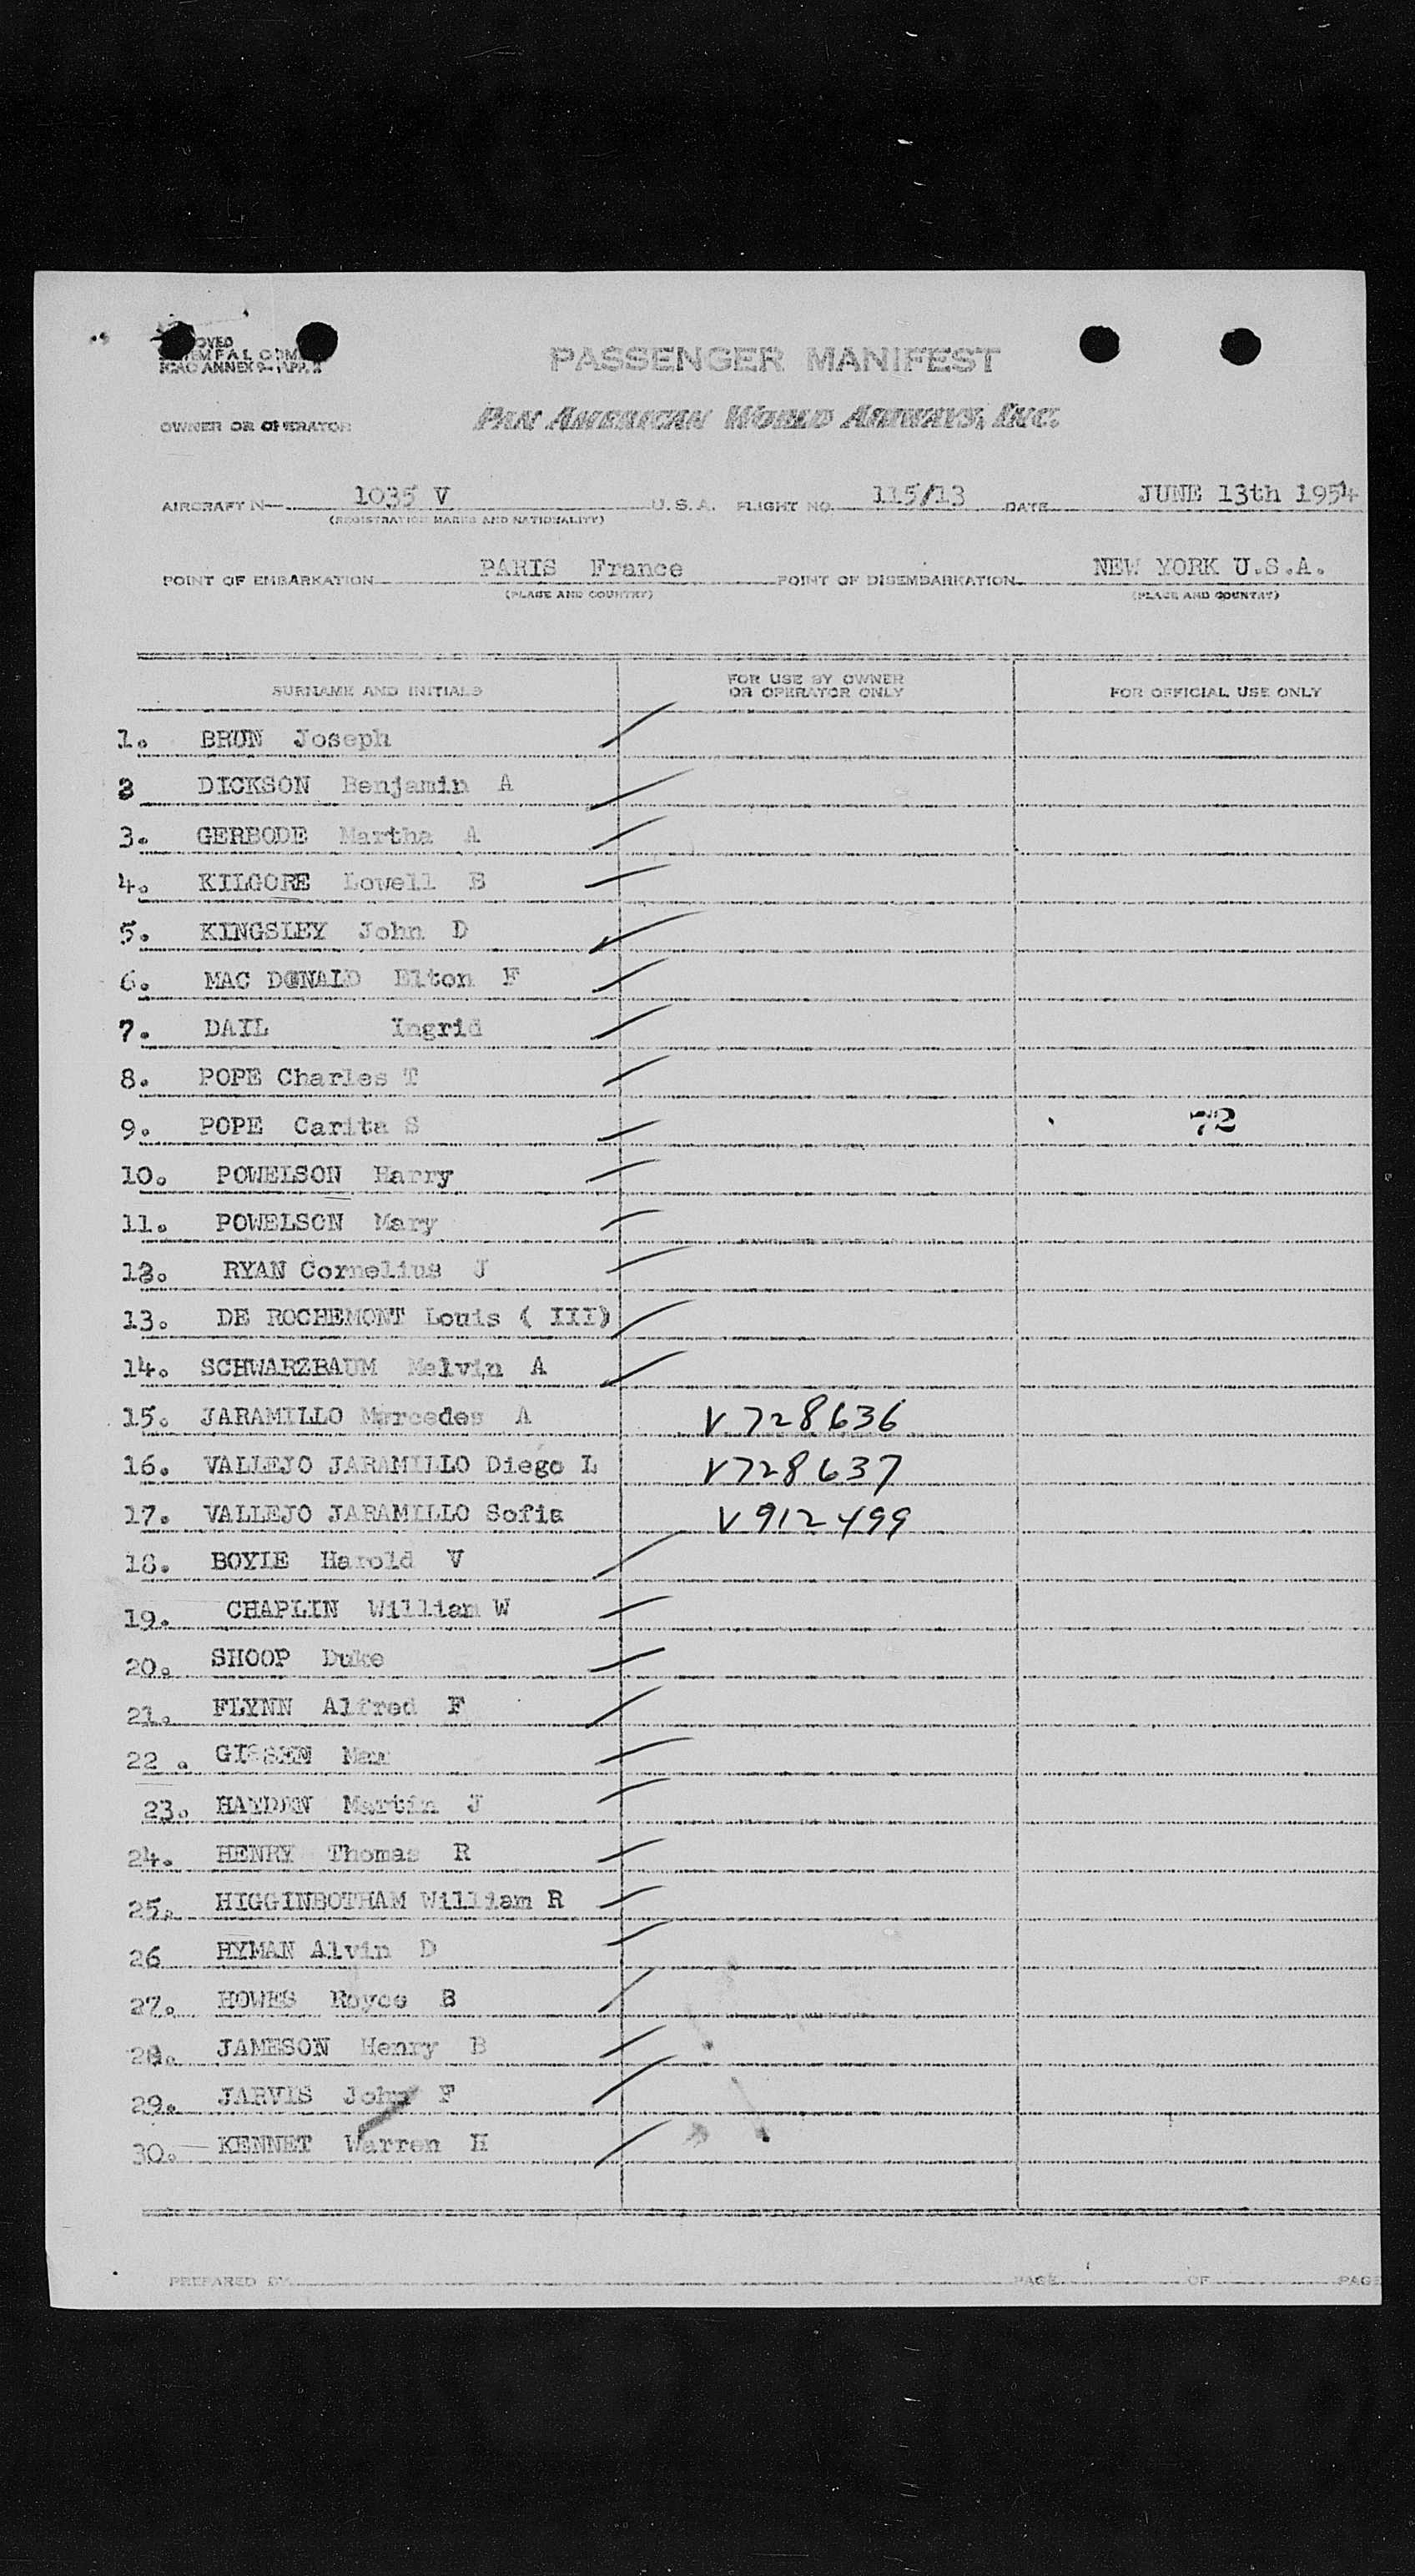 PASSENGER MANIFEST
ICAO ANNEX 9-APP. 2
OWNER OR OPERATOR PAN AMERICAN WORLD AIRWAYS, INC.
AIRCRAFT N— 1035 V U.S.A. FLIGHT NO. 115/13 DATE JUNE 13th 1954
(REGISTRATION MARKS AND NATIONALITY)
POINT OF EMBARKATION PARIS France POINT OF DISEMBARKATION NEW YORK U.S.A.
(PLACE AND COUNTRY) (PLACE AND COUNTRY)
SURNAME AND INITIALS FOR USE BY OWNER OR OPERATOR ONLY FOR OFFICIAL USE ONLY
1. BRUN Joseph
2 DICKSON Benjamin A
3. GERBODE Martha A
4. KILGORE Lowell B
5. KINGSLEY John D
6. MAC DONALD Elton F
7. DAIL Ingrid
8. POPE Charles T
9. POPE Carita S 72
10. POWELSON Harry
11. POWELSON Mary
12. RYAN Cornelius J
13. DE ROCHEMONT Louis ( III)
14. SCHWARZBAUM Melvin A
15. JARAMILLO Mercedes A V728636
16. VALLEJO JARAMILLO Diego L V728637
17. VALLEJO JARAMILLO Sofia V912499
18. BOYLE Harold V
19. CHAPLIN William W
20. SHOOP Duke
21. FLYNN Alfred F
22 .
23. HAYDEN Martin J
24. HENRY Thomas R
25. HIGGINBOTHAM William R
26 HYMAN Alvin D
27. HOWES Royce B
28. JAMESON Henry B
29. JARVIS John F
30. KENNET Warren H
PREPARED BY PAGE OF PAGE